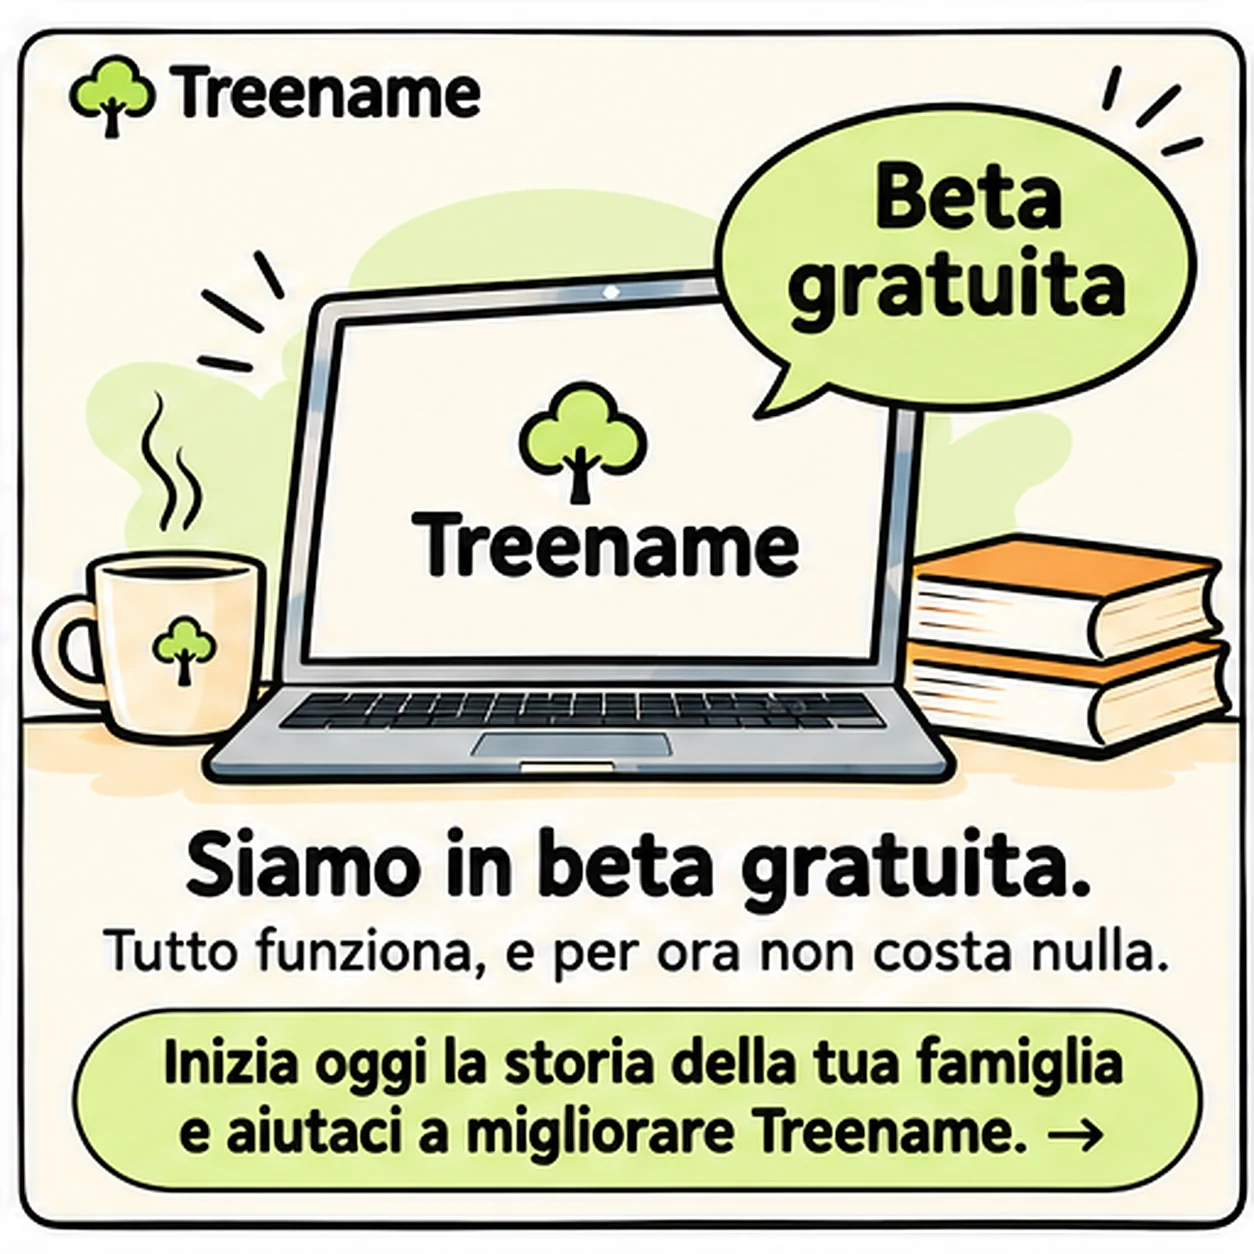 Treename
Beta
gratuita
Treename
Siamo in beta gratuita.
Tutto funziona, e per ora non costa nulla.
Inizia oggi la storia della tua famiglia
e aiutaci a migliorare Treename. →